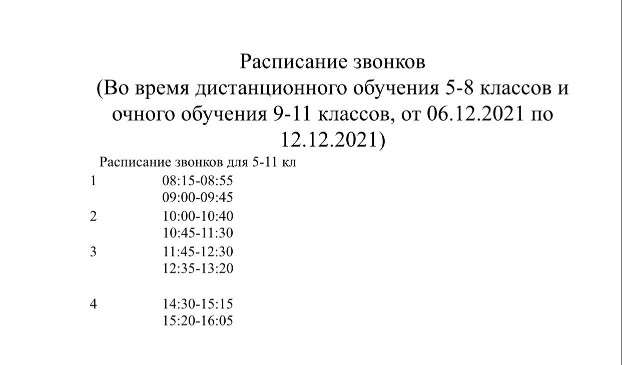 Расписание звонков
(Во время дистанционного обучения 5-8 классов и
очного обучения 9-11 классов, от 06.12.2021 по
12.12.2021)
Расписание звонков для 5-11 кл
1 08:15-08:55
09:00-09:45
2 10:00-10:40
10:45-11:30
3 11:45-12:30
12:35-13:20
4 14:30-15:15
15:20-16:05